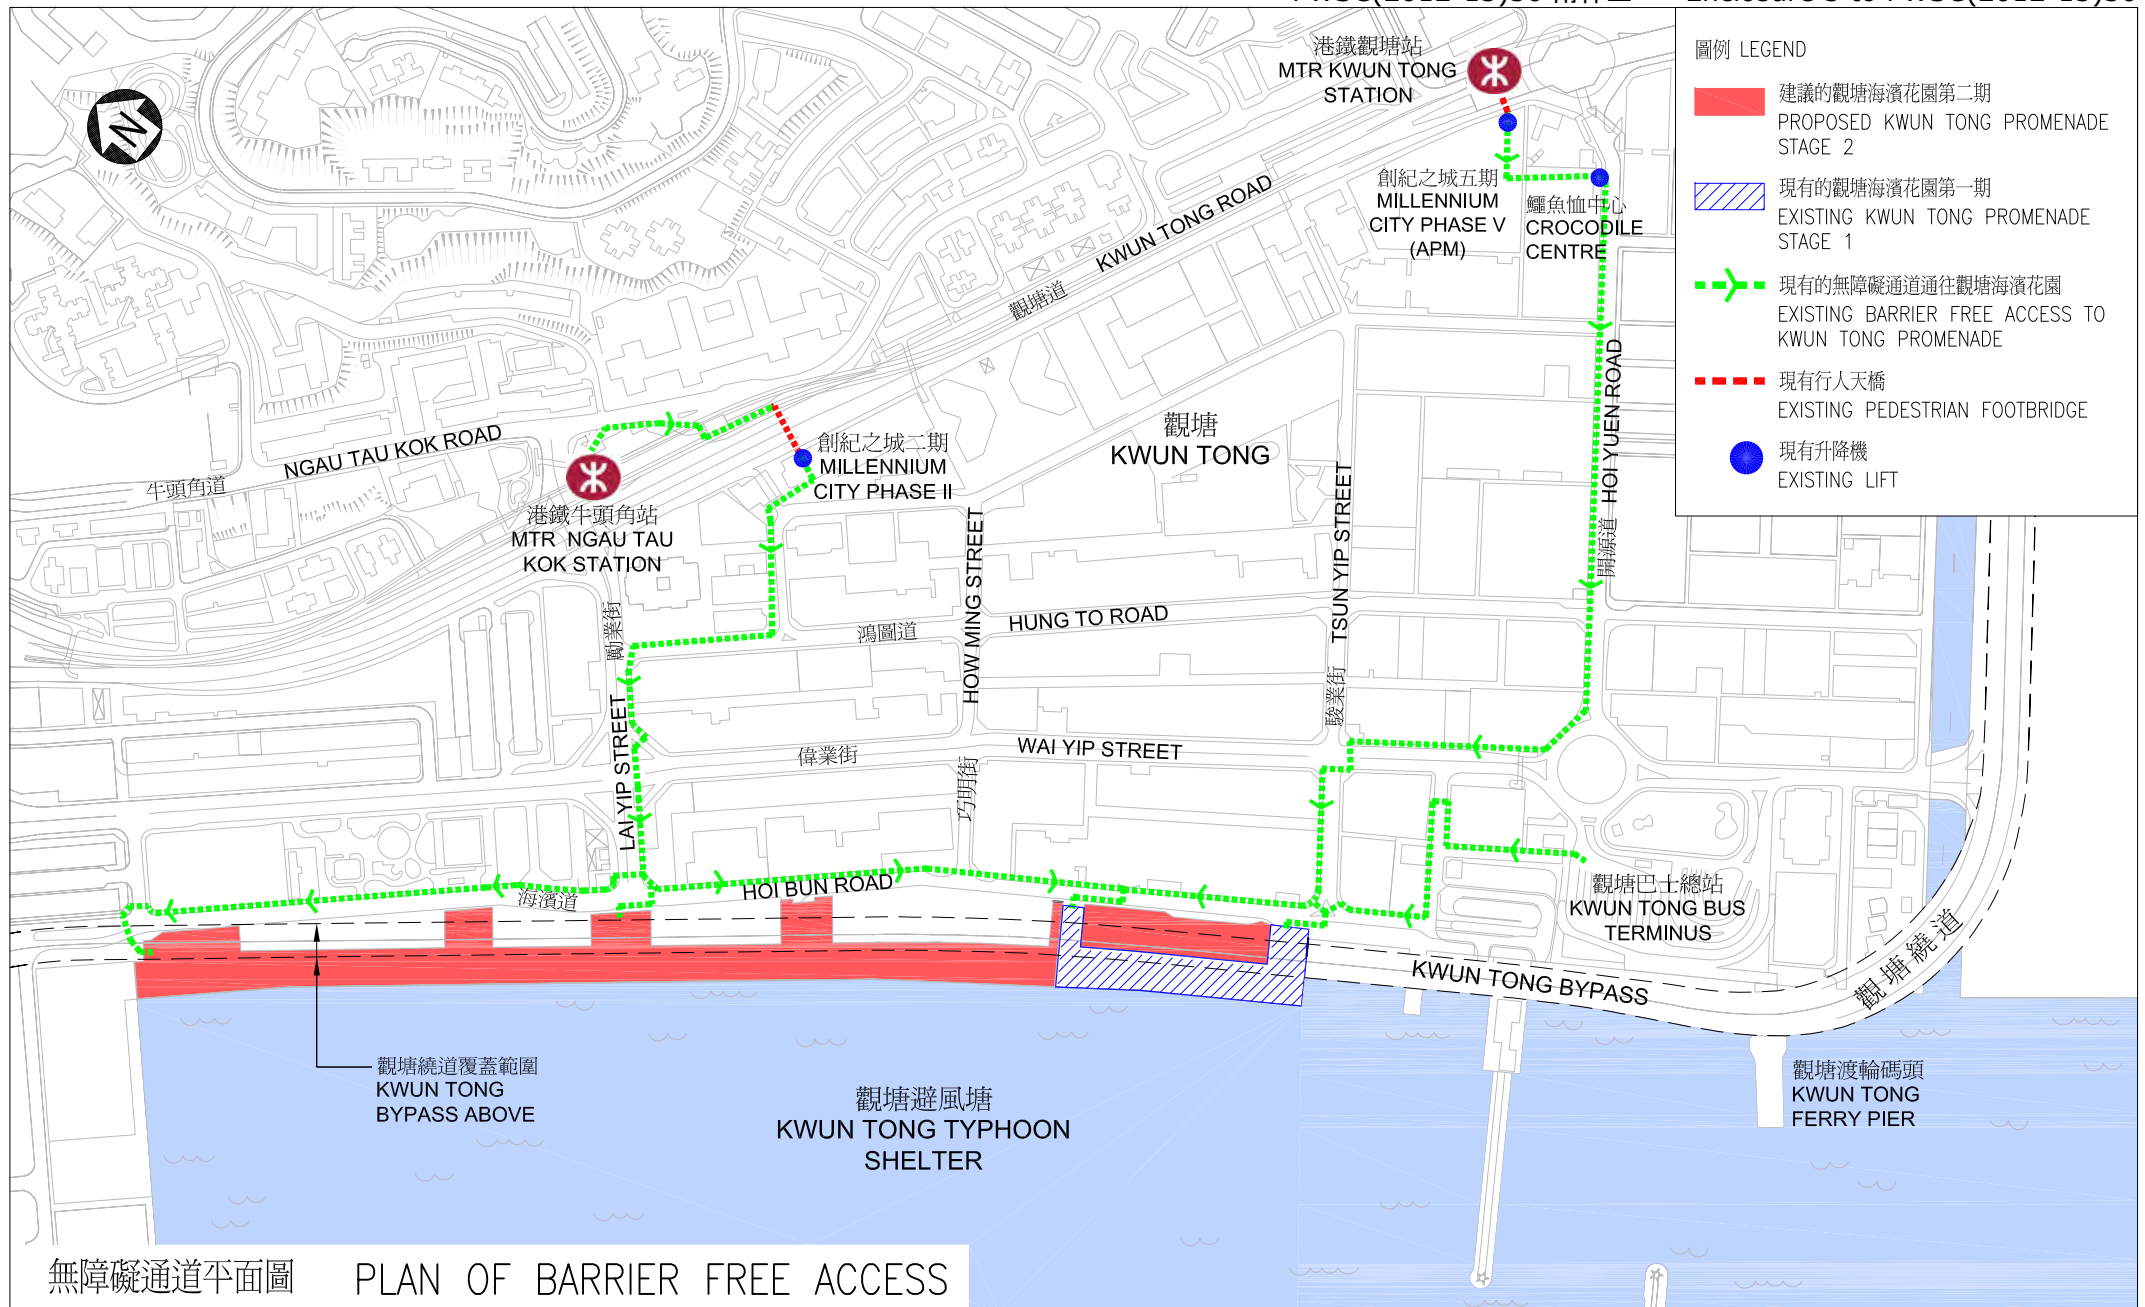 圖例 LEGEND
建議的觀塘海濱花園第二期
PROPOSED KWUN TONG PROMENADE
STAGE 2
現有的觀塘海濱花園第一期
EXISTING KWUN TONG PROMENADE
STAGE 1
現有的無障礙通道通往觀塘海濱花園
EXISTING BARRIER FREE ACCESS TO
KWUN TONG PROMENADE
現有行人天橋
EXISTING PEDESTRIAN FOOTBRIDGE
現有升降機
EXISTING LIFT
N
港鐵觀塘站
MTR KWUN TONG
STATION
創紀之城五期
MILLENNIUM
CITY PHASE V
(APM)
鱷魚恤中心
CROCODILE
CENTRE
KWUN TONG ROAD
觀塘道
NGAU TAU KOK ROAD
牛頭角道
港鐵牛頭角站
MTR NGAU TAU
KOK STATION
創紀之城二期
MILLENNIUM
CITY PHASE II
觀塘
KWUN TONG
HOI YUEN ROAD
開源道
TSUN YIP STREET
駿業街
HOW MING STREET
巧明街
HUNG TO ROAD
鴻圖道
勵業街
LAI YIP STREET
WAI YIP STREET
偉業街
HOI BUN ROAD
海濱道
觀塘巴士總站
KWUN TONG BUS
TERMINUS
KWUN TONG BYPASS
觀塘繞道
觀塘繞道覆蓋範圍
KWUN TONG
BYPASS ABOVE
觀塘避風塘
KWUN TONG TYPHOON
SHELTER
觀塘渡輪碼頭
KWUN TONG
FERRY PIER
無障礙通道平面圖 PLAN OF BARRIER FREE ACCESS